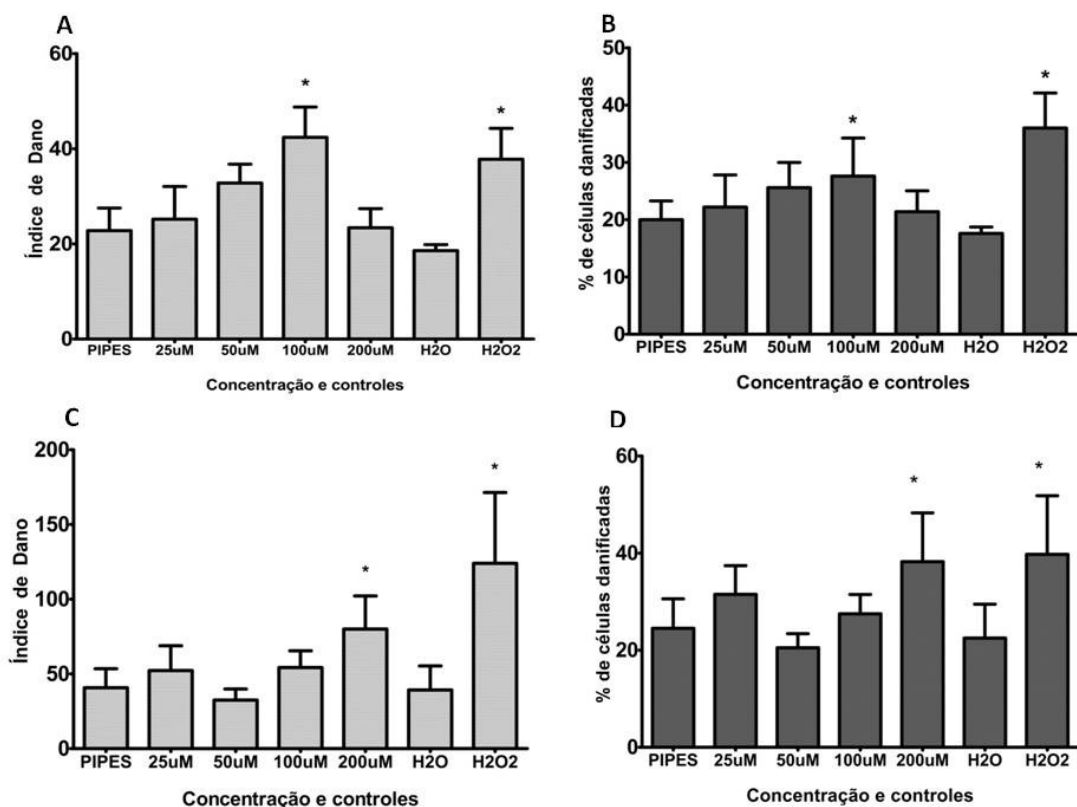 A
Índice de Dano
60
40
20
0
*
*
PIPES 25uM 50uM 100uM 200uM H2O H2O2
Concentração e controles
B
% de células danificadas
50
40
30
20
10
0
*
*
PIPES 25uM 50uM 100uM 200uM H2O H2O2
Concentração e controles
C
Índice de Dano
200
150
100
50
0
*
*
PIPES 25uM 50uM 100uM 200uM H2O H2O2
Concentração e controles
D
% de células danificadas
60
40
20
0
*
*
PIPES 25uM 50uM 100uM 200uM H2O H2O2
Concentração e controles